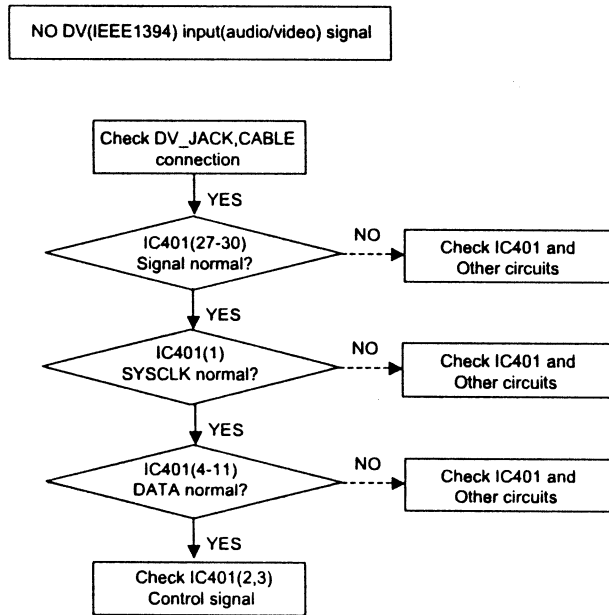 NO DV(IEEE1394) input(audio/video) signal
Check DV_JACK,CABLE
connection
YES
IC401(27-30)
Signal normal?
NO
Check IC401 and
Other circuits
YES
IC401(1)
SYSCLK normal?
NO
Check IC401 and
Other circuits
YES
IC401(4-11)
DATA normal?
NO
Check IC401 and
Other circuits
YES
Check IC401(2,3)
Control signal